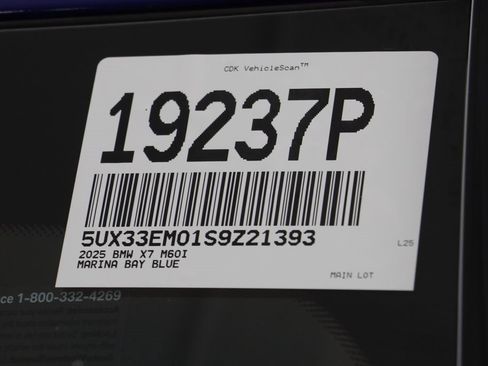 CDK VehicleScan™
19237P
5UX33EM01S9Z21393
L25
2025 BMW X7 M60I
MARINA BAY BLUE
MAIN LOT
ce 1-800-332-4269